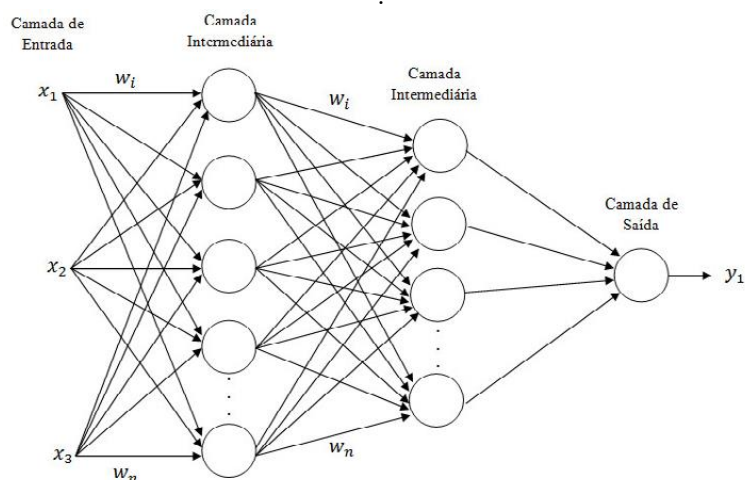 Camada de
Entrada
Camada
Intermediária
Camada
Intermediária
Camada de
Saída
x₁
wᵢ
wᵢ
x₂
y₁
x₃
wₙ
wₙ